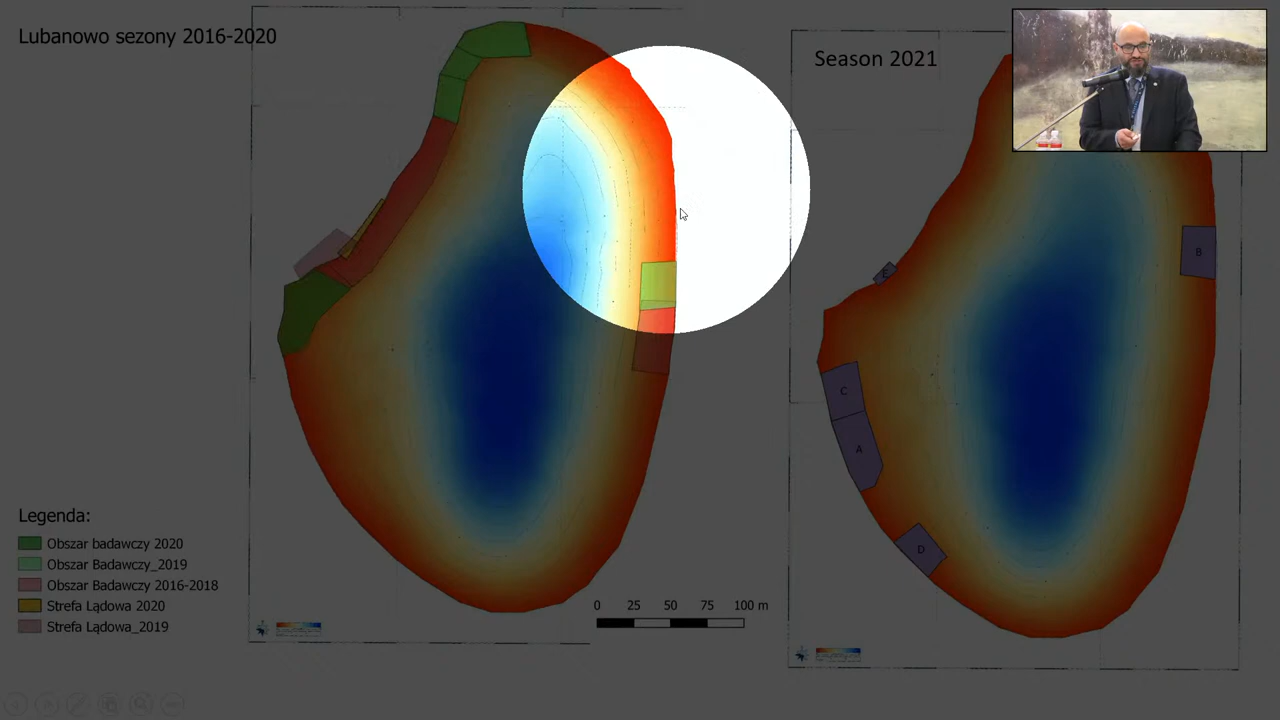 Lubanowo sezony 2016-2020
Season 2021
B
E
C
A
D
Legenda:
Obszar badawczy 2020
Obszar Badawczy_2019
Obszar Badawczy 2016-2018
Strefa Lądowa 2020
Strefa Lądowa_2019
0 25 50 75 100 m